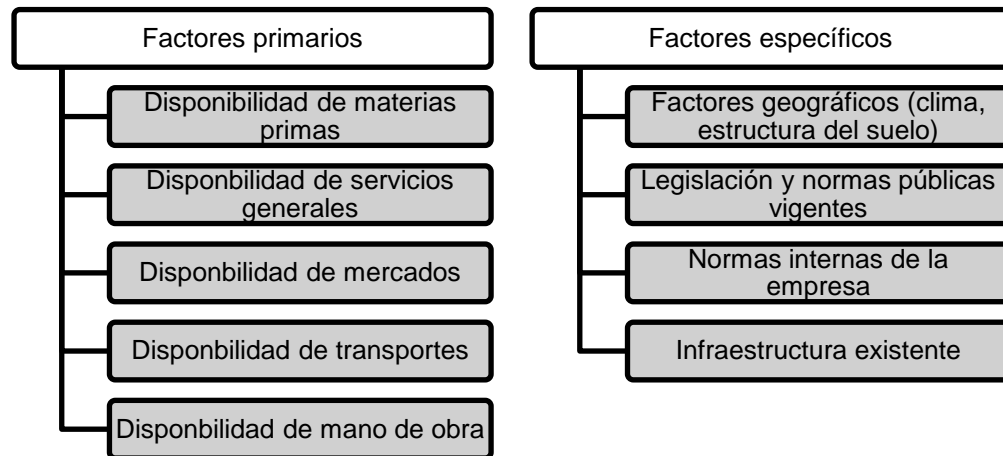 Factores primarios
Disponibilidad de materias
primas
Disponbilidad de servicios
generales
Disponbilidad de mercados
Disponbilidad de transportes
Disponbilidad de mano de obra
Factores específicos
Factores geográficos (clima,
estructura del suelo)
Legislación y normas públicas
vigentes
Normas internas de la
empresa
Infraestructura existente